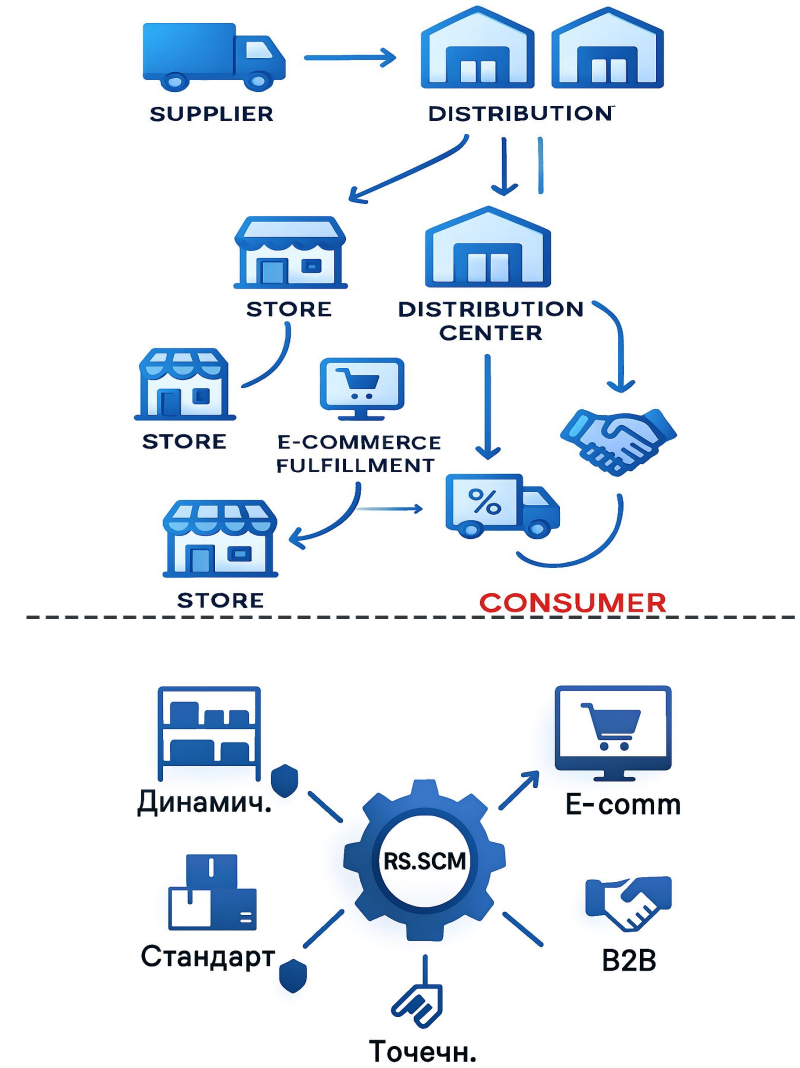 SUPPLIER
DISTRIBUTION
STORE
DISTRIBUTION
CENTER
STORE
E-COMMERCE
FULFILLMENT
%
STORE
CONSUMER
Динамич.
E-comm
RS.SCM
Стандарт
B2B
Точечн.